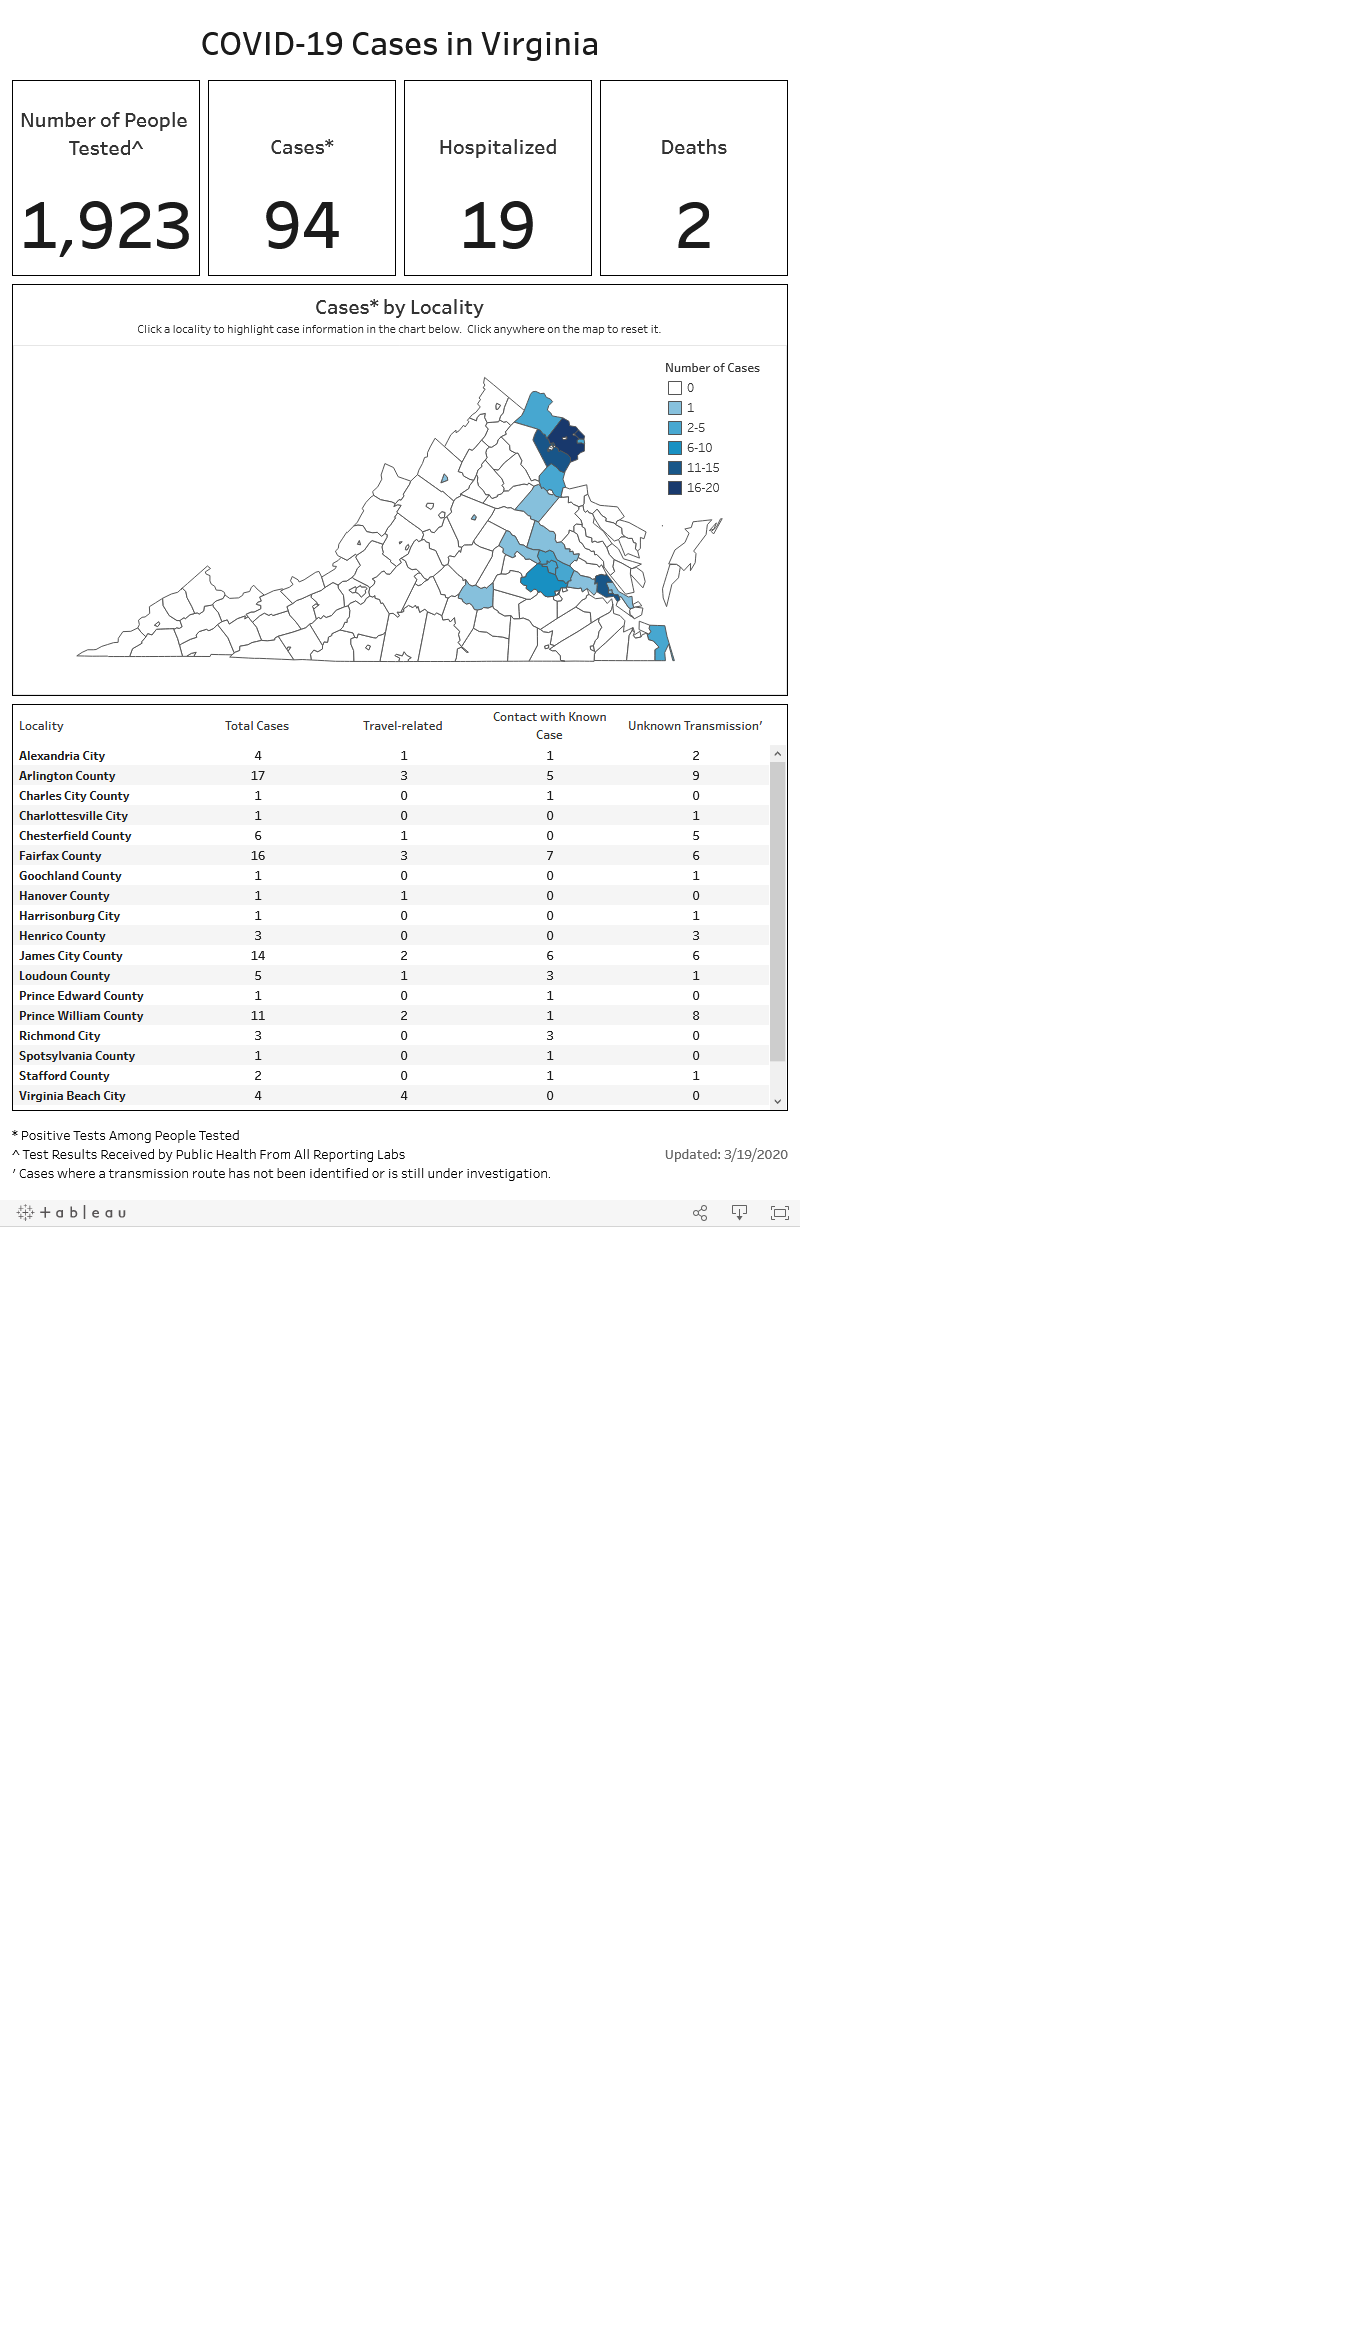 COVID-19 Cases in Virginia
Number of People
Tested^
1,923
Cases*
94
Hospitalized
19
Deaths
2
Cases* by Locality
Click a locality to highlight case information in the chart below. Click anywhere on the map to reset it.
Number of Cases
0
1
2-5
6-10
11-15
16-20
Locality Total Cases Travel-related Contact with Known Case Unknown Transmission′
Alexandria City 4 1 1 2
Arlington County 17 3 5 9
Charles City County 1 0 1 0
Charlottesville City 1 0 0 1
Chesterfield County 6 1 0 5
Fairfax County 16 3 7 6
Goochland County 1 0 0 1
Hanover County 1 1 0 0
Harrisonburg City 1 0 0 1
Henrico County 3 0 0 3
James City County 14 2 6 6
Loudoun County 5 1 3 1
Prince Edward County 1 0 1 0
Prince William County 11 2 1 8
Richmond City 3 0 3 0
Spotsylvania County 1 0 1 0
Stafford County 2 0 1 1
Virginia Beach City 4 4 0 0
* Positive Tests Among People Tested
^ Test Results Received by Public Health From All Reporting Labs
Updated: 3/19/2020
′ Cases where a transmission route has not been identified or is still under investigation.
+ableau